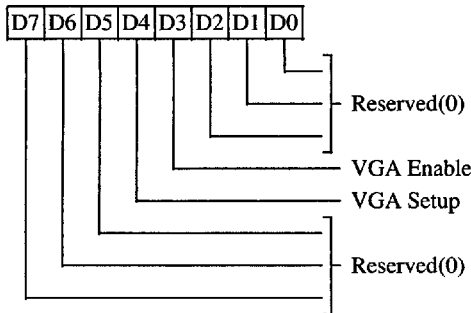 D7 D6 D5 D4 D3 D2 D1 D0
Reserved(0)
VGA Enable
VGA Setup
Reserved(0)